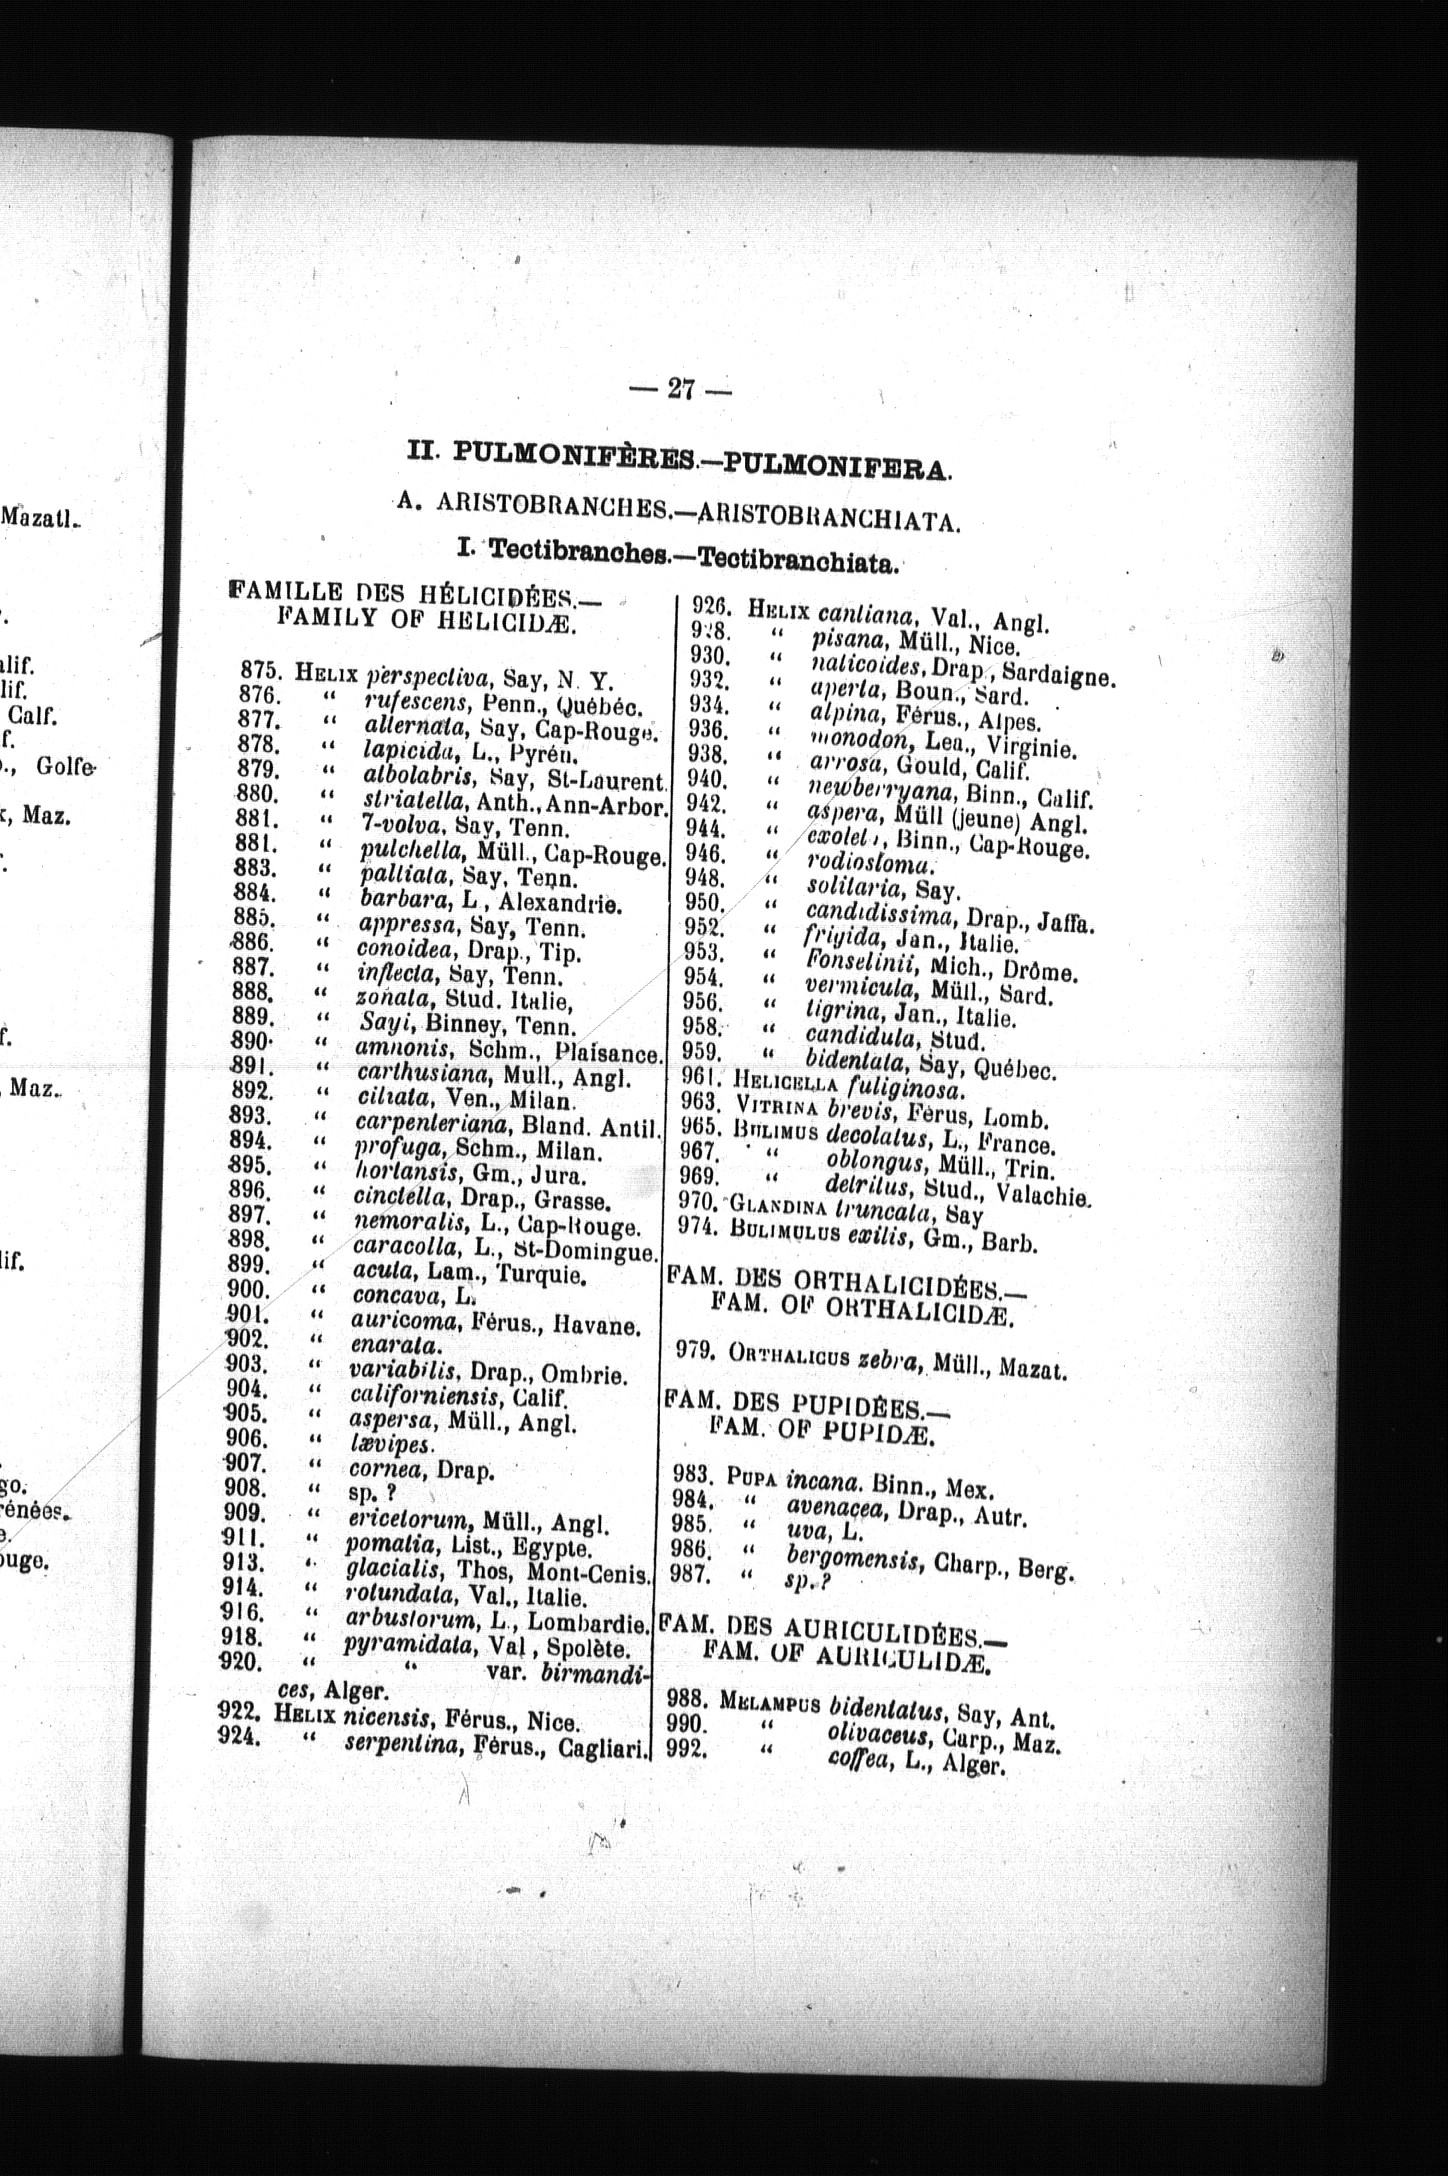 Mazatl.
alif.
lif.
Calf.
f.
Golfe
Maz.
f.
Maz.
lif.
go.
rénées.
e.
ouge.
— 27 —
II. PULMONIFÈRES.—PULMONIFERA.
A. ARISTOBRANCHES.—ARISTOBRANCHIATA.
I. Tectibranches.—Tectibranchiata.
FAMILLE DES HÉLICIDÉES.—
FAMILY OF HELICIDÆ.
875. HELIX perspectiva, Say, N. Y.
876. “ rufescens, Penn., Québéc.
877. “ alternata, Say, Cap-Rouge.
878. “ lapicida, L., Pyrén.
879. “ albolabris, Say, St-Laurent.
880. “ striatella, Anth., Ann-Arbor.
881. “ 7-volva, Say, Tenn.
881. “ pulchella, Müll., Cap-Rouge.
883. “ palliata, Say, Tenn.
884. “ barbara, L., Alexandrie.
885. “ appressa, Say, Tenn.
886. “ conoidea, Drap., Tip.
887. “ inflecta, Say, Tenn.
888. “ zonata, Stud. Italie,
889. “ Sayi, Binney, Tenn.
890. “ amnonis, Schm., Plaisance.
891. “ carthusiana, Mull., Angl.
892. “ ciliata, Ven., Milan.
893. “ carpenteriana, Bland. Antil.
894. “ profuga, Schm., Milan.
895. “ hortansis, Gm., Jura.
896. “ cinctella, Drap., Grasse.
897. “ nemoralis, L., Cap-Rouge.
898. “ caracolla, L., St-Domingue.
899. “ acuta, Lam., Turquie.
900. “ concava, L.
901. “ auricoma, Férus., Havane.
902. “ enarata.
903. “ variabilis, Drap., Ombrie.
904. “ californiensis, Calif.
905. “ aspersa, Müll., Angl.
906. “ lævipes.
907. “ cornea, Drap.
908. “ sp. ?
909. “ ericetorum, Müll., Angl.
911. “ pomatia, List., Egypte.
913. “ glacialis, Thos, Mont-Cenis.
914. “ rotundata, Val., Italie.
916. “ arbustorum, L., Lombardie.
918. “ pyramidata, Val., Spolète.
920. “ “ var. birmandi-
ces, Alger.
922. HELIX nicensis, Férus., Nice.
924. “ serpentina, Férus., Cagliari.
926. HELIX cantiana, Val., Angl.
928. “ pisana, Müll., Nice.
930. “ naticoides, Drap., Sardaigne.
932. “ aperta, Boun., Sard.
934. “ alpina, Férus., Alpes.
936. “ monodon, Lea., Virginie.
938. “ arrosa, Gould, Calif.
940. “ newberryana, Binn., Calif.
942. “ aspera, Müll (jeune) Angl.
944. “ Binn., Cap-Rouge.
946. “ rodiostoma.
948. “ solitaria, Say.
950. “ candidissima, Drap., Jaffa.
952. “ frigida, Jan., Italie.
953. “ Fonselinii, Mich., Drôme.
954. “ vermicula, Müll., Sard.
956. “ tigrina, Jan., Italie.
958. “ candidula, Stud.
959. “ bidentata, Say, Québec.
961. HELICELLA fuliginosa.
963. VITRINA brevis, Férus, Lomb.
965. BULIMUS decolatus, L., France.
967. “ oblongus, Müll., Trin.
969. “ detritus, Stud., Valachie.
970. GLANDINA truncata, Say
974. BULIMULUS exilis, Gm., Barb.
FAM. DES ORTHALICIDÉES.—
FAM. OF ORTHALICIDÆ.
979. ORTHALICUS zebra, Müll., Mazat.
FAM. DES PUPIDÉES.—
FAM. OF PUPIDÆ.
983. PUPA incana. Binn., Mex.
984. “ avenacea, Drap., Autr.
985. “ uva, L.
986. “ bergomensis, Charp., Berg.
987. “ sp.?
FAM. DES AURICULIDÉES.—
FAM. OF AURICULIDÆ.
988. MELAMPUS bidentatus, Say, Ant.
990. “ olivaceus, Carp., Maz.
992. “ coffea, L., Alger.